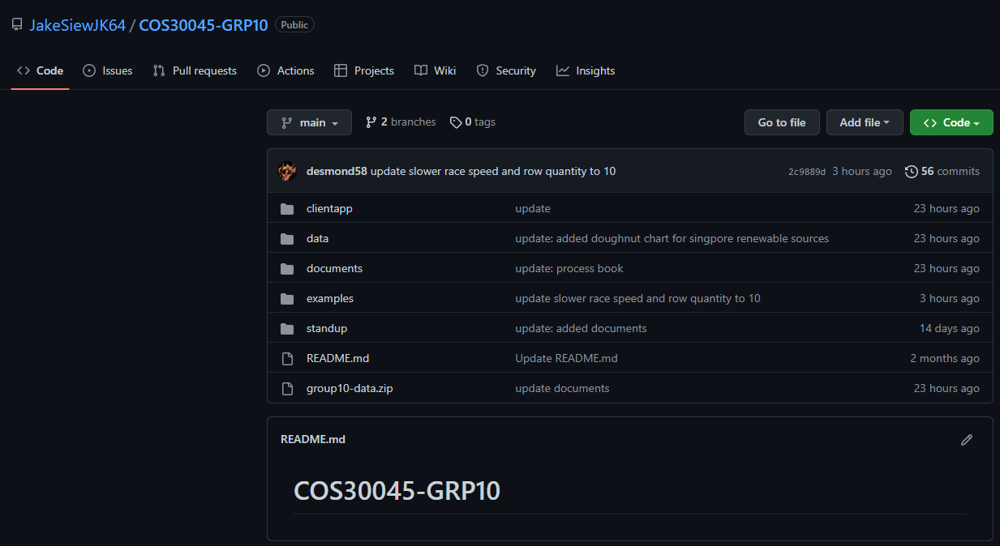 JakeSiewJK64 / COS30045-GRP10 Public
Code Issues Pull requests Actions Projects Wiki Security Insights
main 2 branches 0 tags Go to file Add file Code
desmond58 update slower race speed and row quantity to 10 2c9889d 3 hours ago 56 commits
clientapp update 23 hours ago
data update: added doughnut chart for singpore renewable sources 23 hours ago
documents update: process book 23 hours ago
examples update slower race speed and row quantity to 10 3 hours ago
standup update: added documents 14 days ago
README.md Update README.md 2 months ago
group10-data.zip update documents 23 hours ago
README.md
COS30045-GRP10